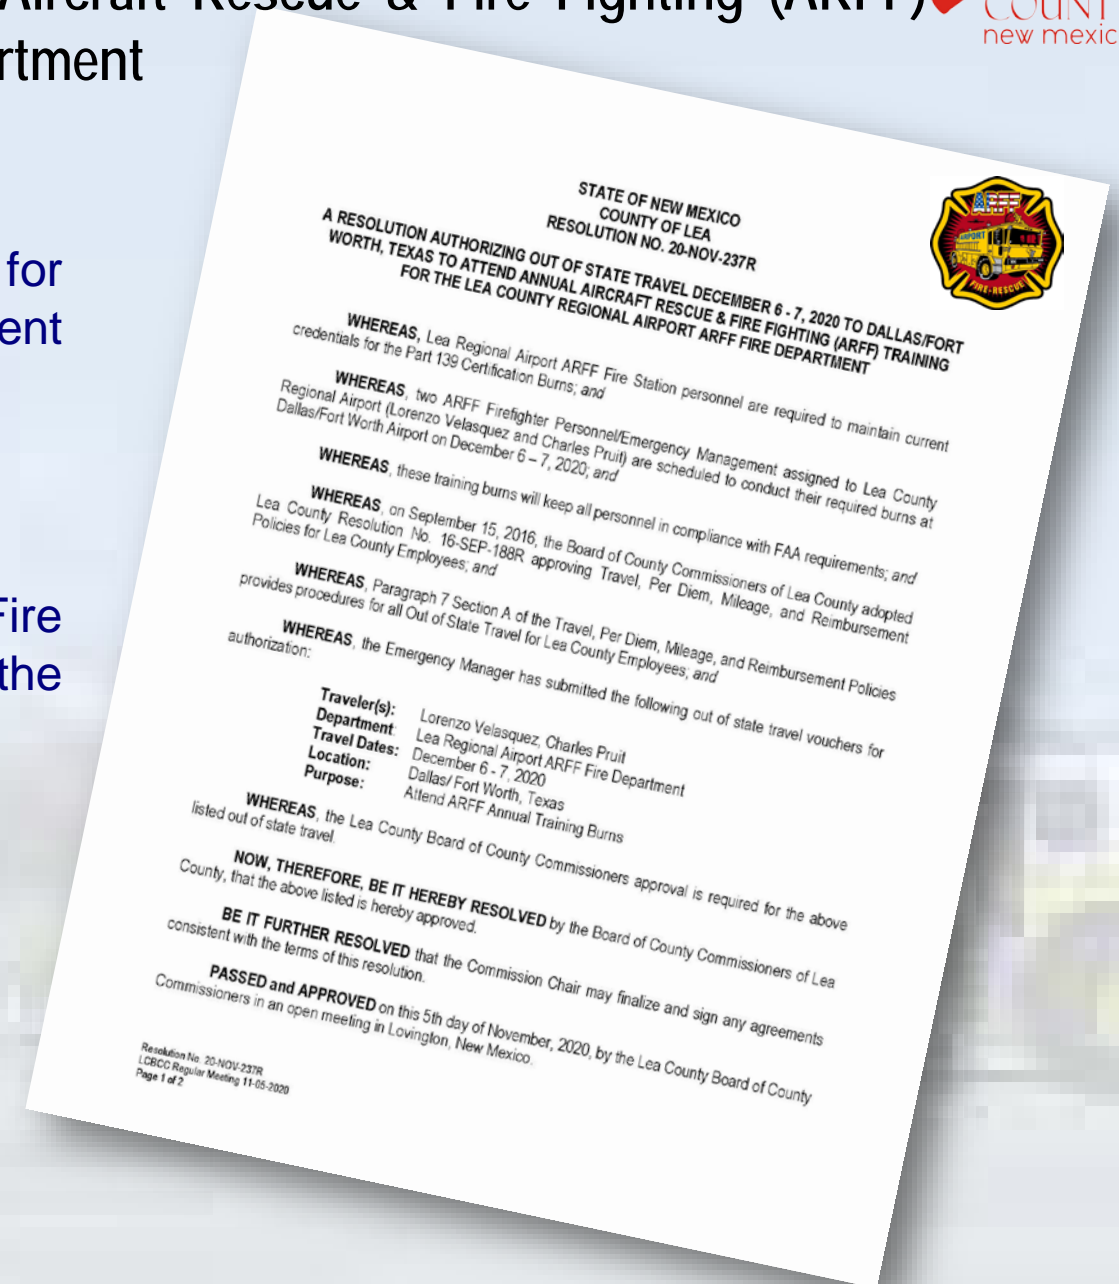 Aircraft Rescue & Fire Fighting (ARFF)
rtment
COUNT
new mexic
for
ent
Fire
the
ARFF
AIRPORT
FIRE-RESCUE
STATE OF NEW MEXICO
COUNTY OF LEA
RESOLUTION NO. 20-NOV-237R
A RESOLUTION AUTHORIZING OUT OF STATE TRAVEL DECEMBER 6 - 7, 2020 TO DALLAS/FORT
WORTH, TEXAS TO ATTEND ANNUAL AIRCRAFT RESCUE & FIRE FIGHTING (ARFF) TRAINING
FOR THE LEA COUNTY REGIONAL AIRPORT ARFF FIRE DEPARTMENT
WHEREAS, Lea Regional Airport ARFF Fire Station personnel are required to maintain current
credentials for the Part 139 Certification Burns; and
WHEREAS, two ARFF Firefighter Personnel/Emergency Management assigned to Lea County
Regional Airport (Lorenzo Velasquez and Charles Pruit) are scheduled to conduct their required burns at
Dallas/Fort Worth Airport on December 6 – 7, 2020; and
WHEREAS, these training burns will keep all personnel in compliance with FAA requirements; and
WHEREAS, on September 15, 2016, the Board of County Commissioners of Lea County adopted
Lea County Resolution No. 16-SEP-188R approving Travel, Per Diem, Mileage, and Reimbursement
Policies for Lea County Employees; and
WHEREAS, Paragraph 7 Section A of the Travel, Per Diem, Mileage, and Reimbursement Policies
provides procedures for all Out of State Travel for Lea County Employees; and
WHEREAS, the Emergency Manager has submitted the following out of state travel vouchers for
authorization:
Traveler(s): Lorenzo Velasquez, Charles Pruit
Department: Lea Regional Airport ARFF Fire Department
Travel Dates: December 6 - 7, 2020
Location: Dallas/ Fort Worth, Texas
Purpose: Attend ARFF Annual Training Burns
WHEREAS, the Lea County Board of County Commissioners approval is required for the above
listed out of state travel.
NOW, THEREFORE, BE IT HEREBY RESOLVED by the Board of County Commissioners of Lea
County, that the above listed is hereby approved.
BE IT FURTHER RESOLVED that the Commission Chair may finalize and sign any agreements
consistent with the terms of this resolution.
PASSED and APPROVED on this 5th day of November, 2020, by the Lea County Board of County
Commissioners in an open meeting in Lovington, New Mexico.
Resolution No. 20-NOV-237R
LCBCC Regular Meeting 11-05-2020
Page 1 of 2